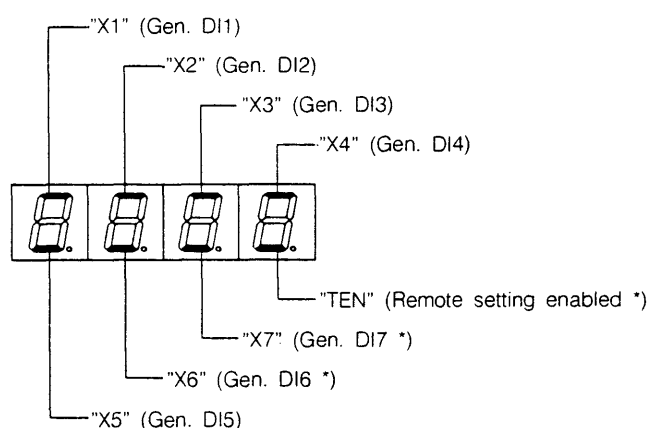 "X1" (Gen. DI1)
"X2" (Gen. DI2)
"X3" (Gen. DI3)
"X4" (Gen. DI4)
"TEN" (Remote setting enabled *)
"X7" (Gen. DI7 *)
"X6" (Gen. DI6 *)
"X5" (Gen. DI5)